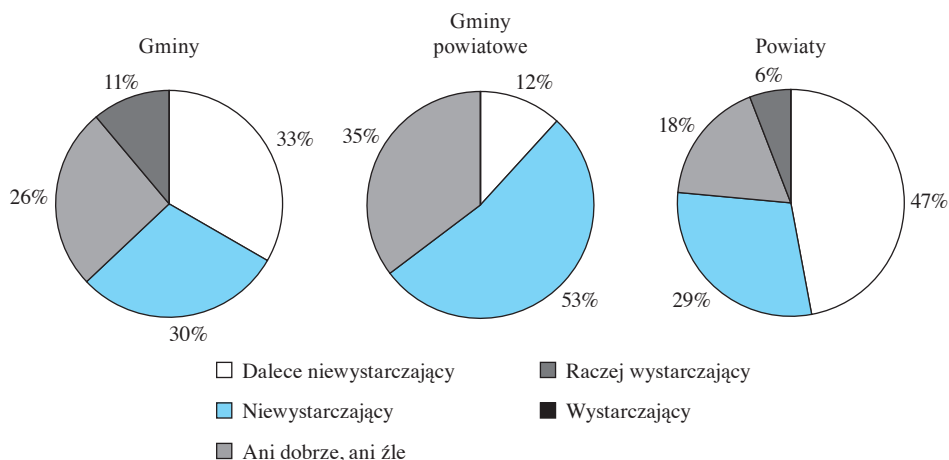 Gminy
11%
33%
26%
30%
Gminy
powiatowe
12%
35%
53%
Powiaty
6%
18%
47%
29%
Dalece niewystarczający
Niewystarczający
Ani dobrze, ani źle
Raczej wystarczający
Wystarczający